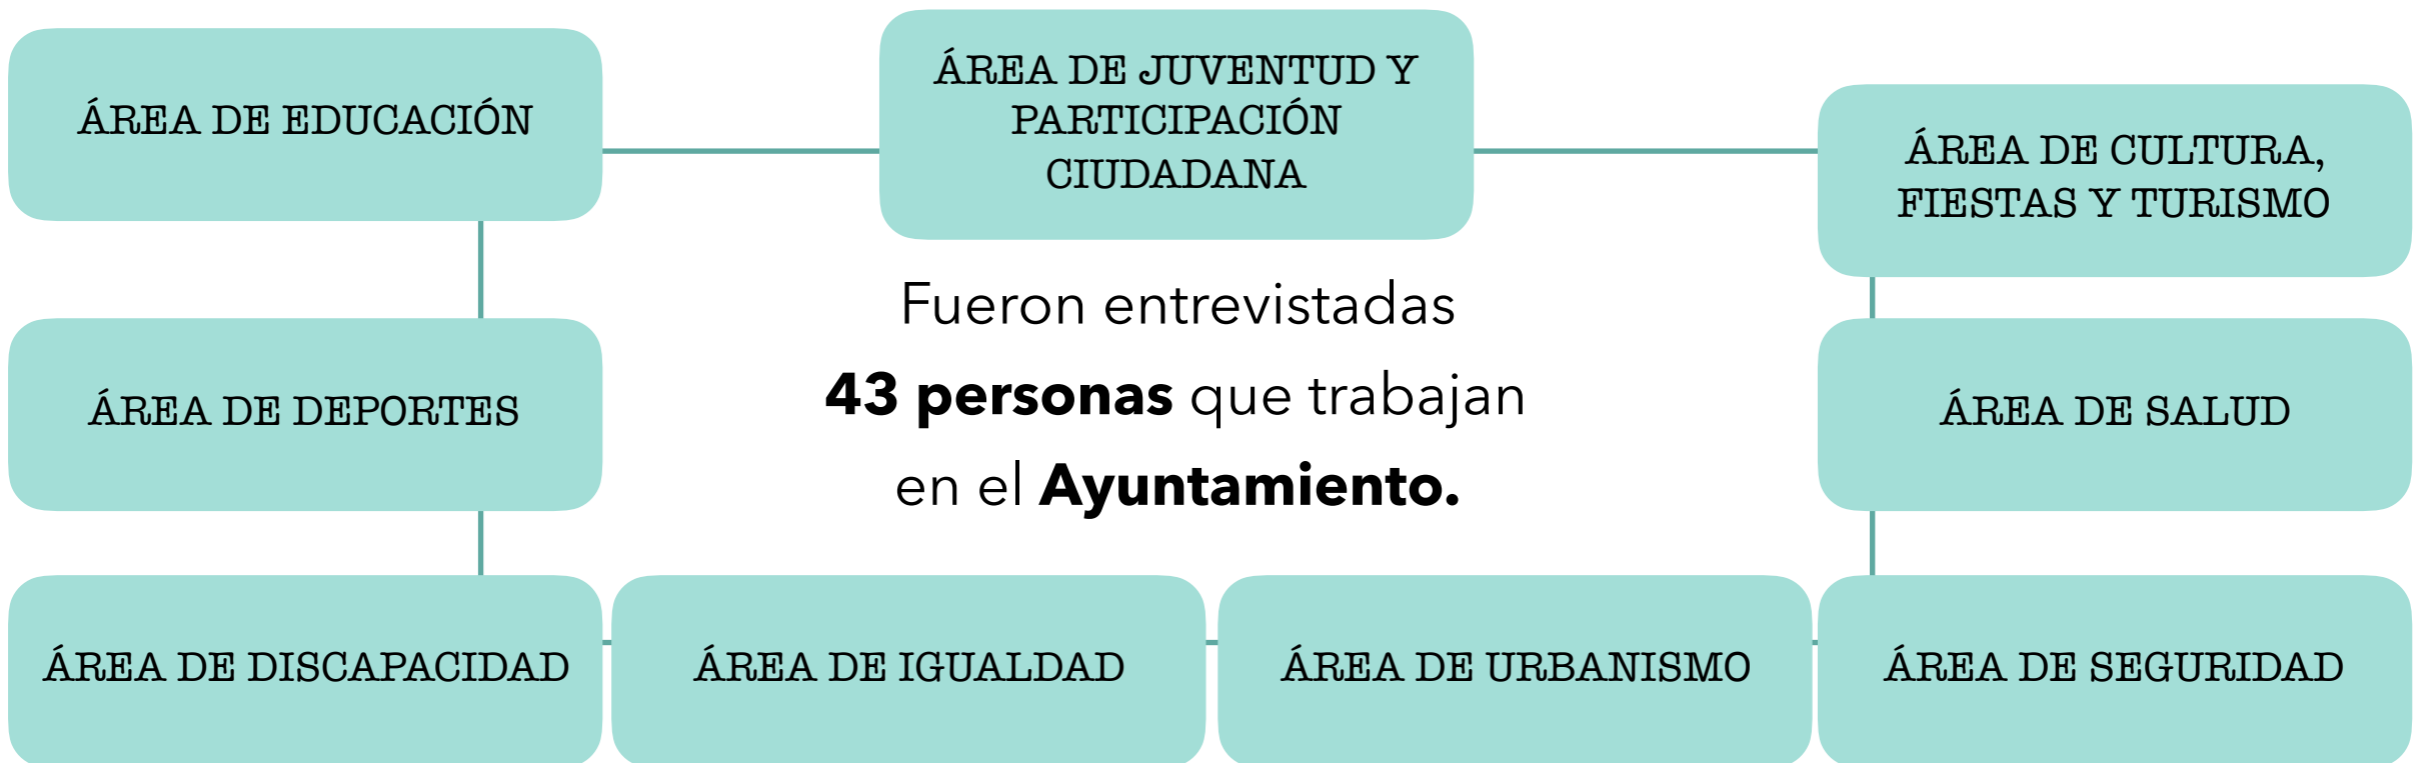 ÁREA DE EDUCACIÓN
ÁREA DE JUVENTUD Y
PARTICIPACIÓN
CIUDADANA
ÁREA DE CULTURA,
FIESTAS Y TURISMO
Fueron entrevistadas
43 personas que trabajan
en el Ayuntamiento.
ÁREA DE DEPORTES
ÁREA DE SALUD
ÁREA DE DISCAPACIDAD
ÁREA DE IGUALDAD
ÁREA DE URBANISMO
ÁREA DE SEGURIDAD